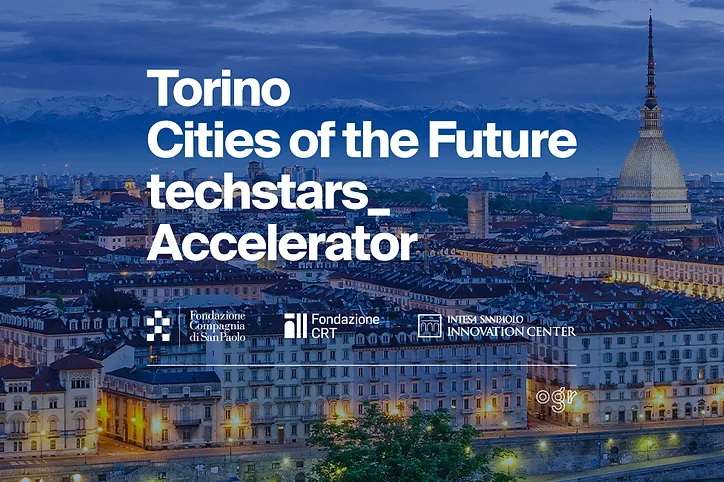 Torino
Cities of the Future
techstars_
Accelerator
Fondazione
Compagnia
di San Paolo
Fondazione
CRT
INTESA SANPAOLO
INNOVATION CENTER
ogr